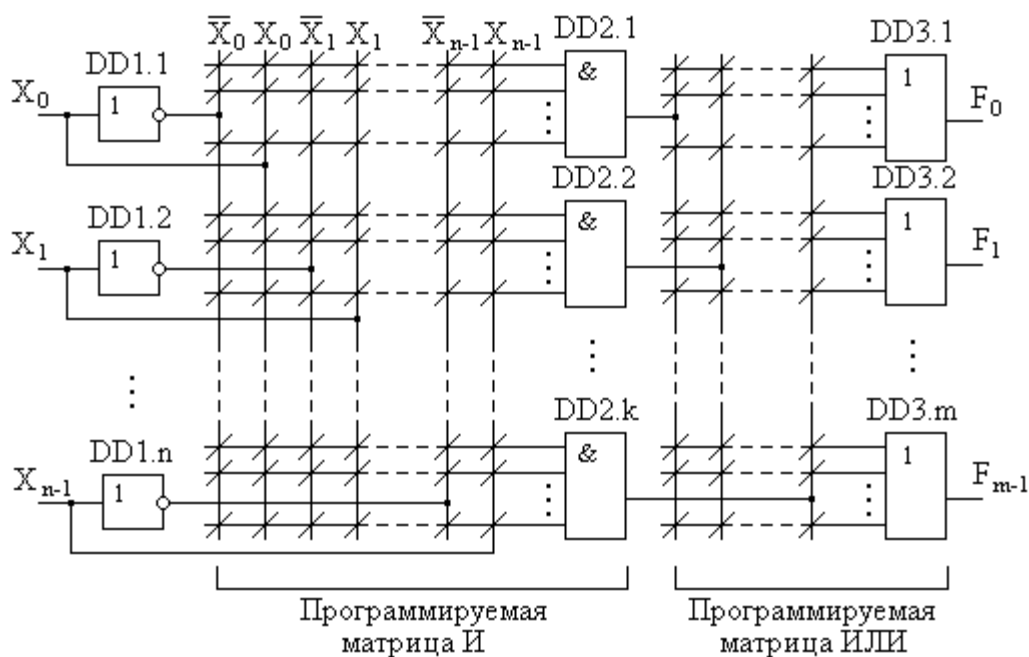 X̅0 X0 X̅1 X1 X̅n-1 Xn-1
DD1.1
DD2.1
DD3.1
X0
1
&
1
F0
DD1.2
DD2.2
DD3.2
X1
1
&
1
F1
DD1.n
DD2.k
DD3.m
Xn-1
1
&
1
Fm-1
Программируемая
матрица И
Программируемая
матрица ИЛИ